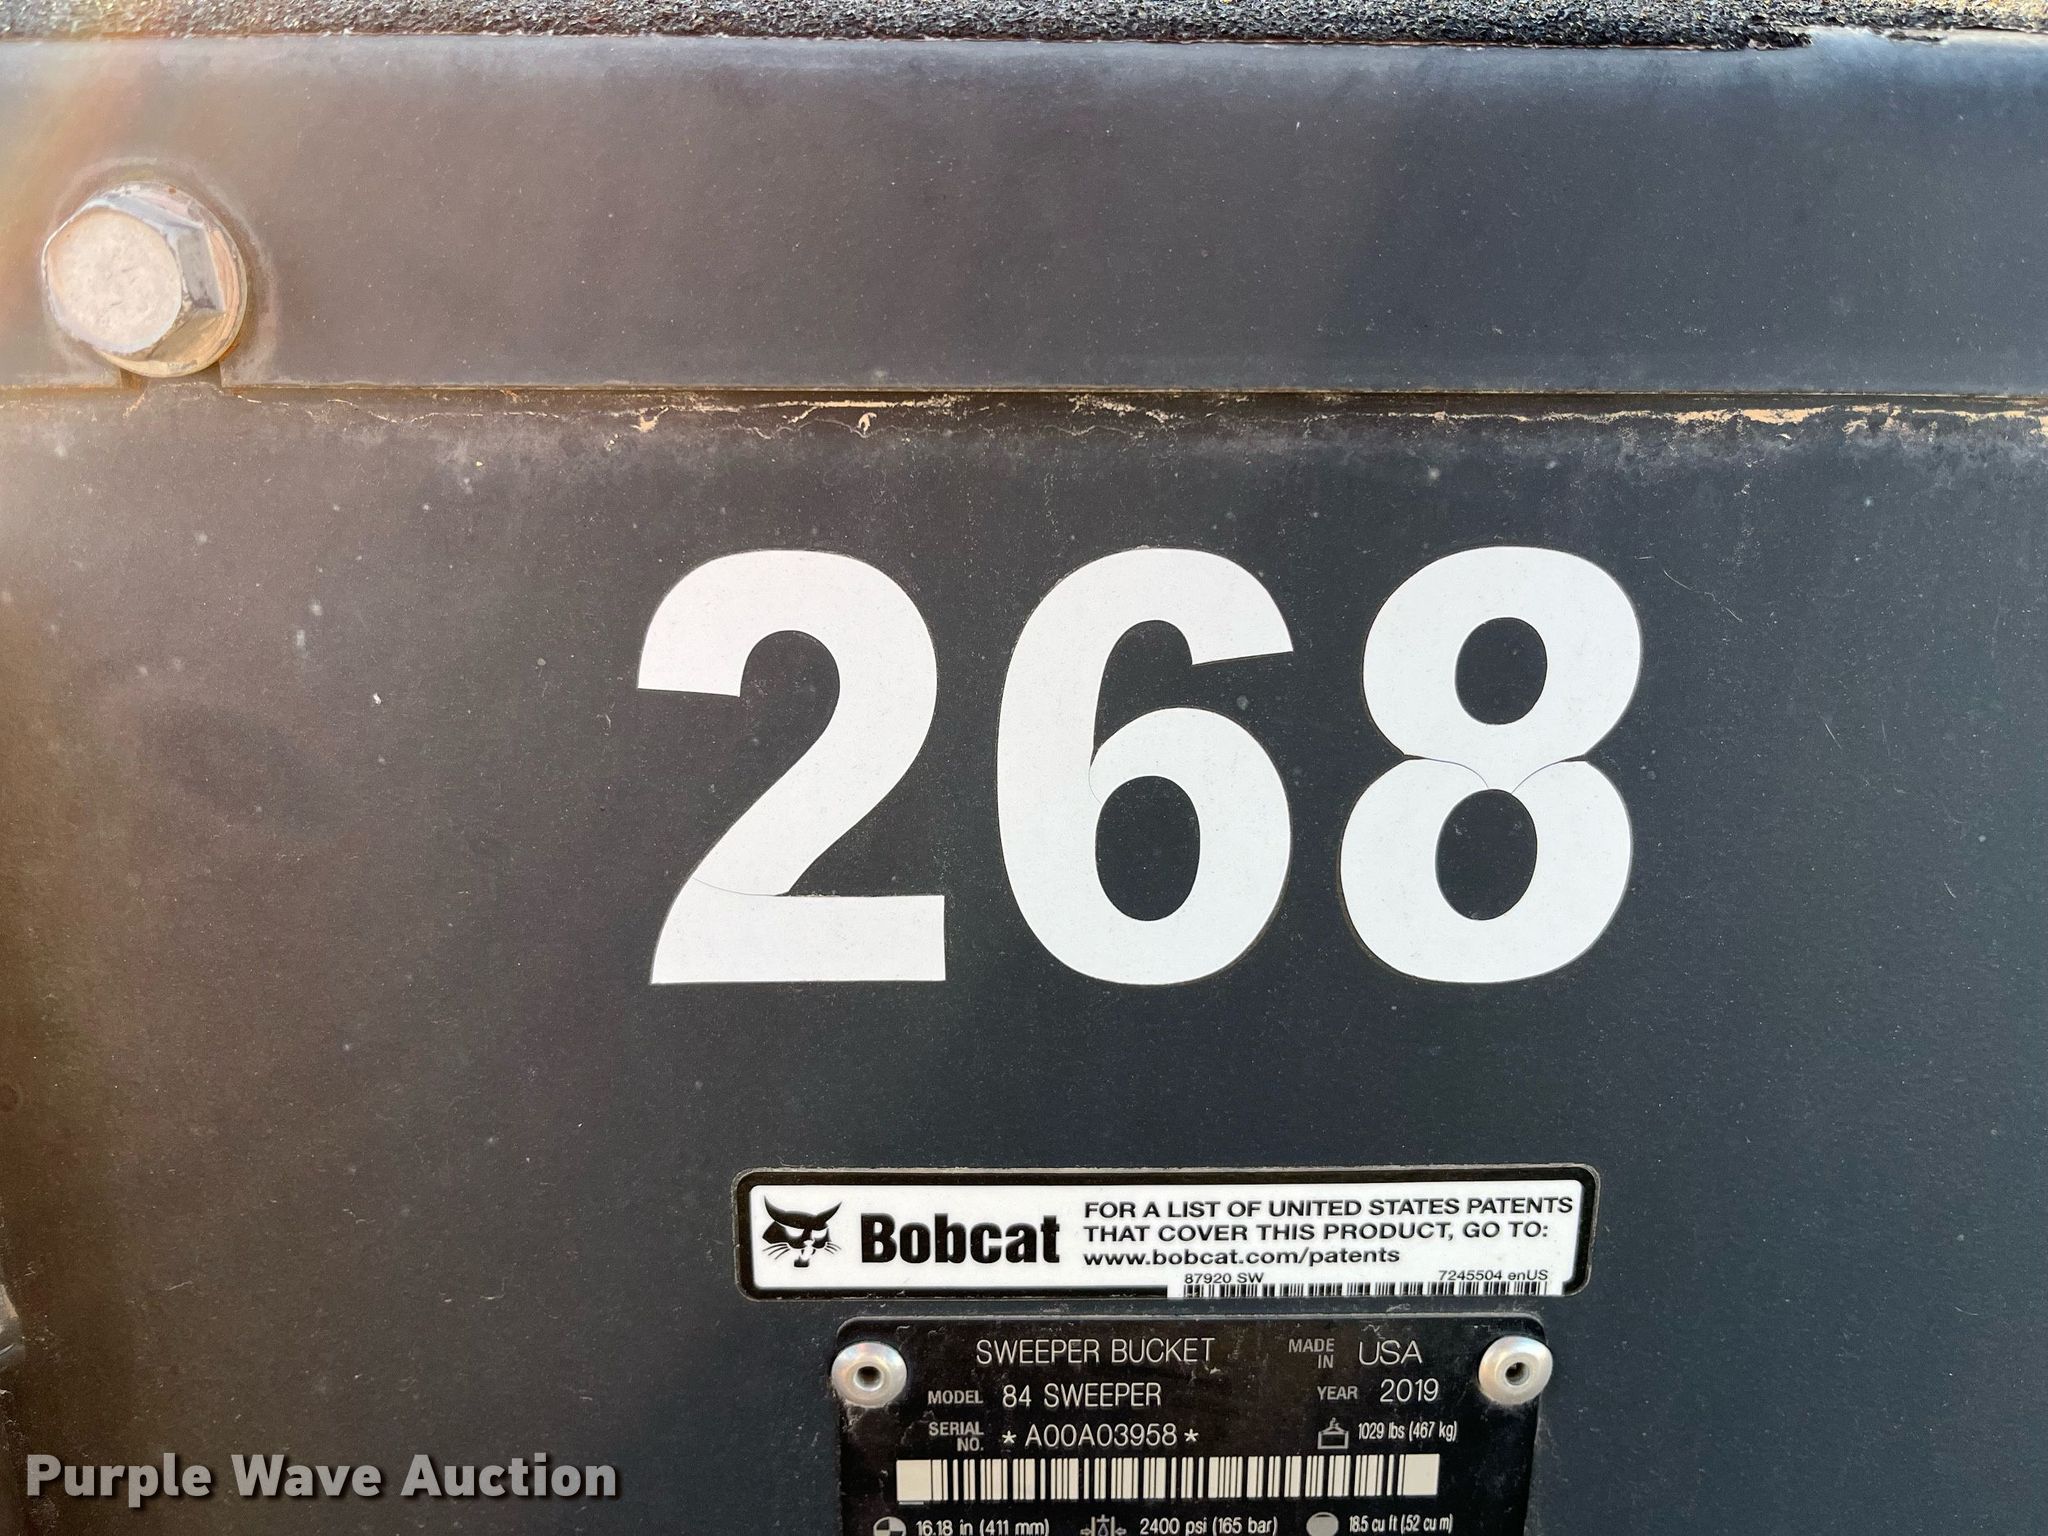 268
Bobcat
FOR A LIST OF UNITED STATES PATENTS
THAT COVER THIS PRODUCT, GO TO:
www.bobcat.com/patents
87920 SW 7245504 enUS
SWEEPER BUCKET MADE IN USA
MODEL 84 SWEEPER YEAR 2019
SERIAL NO. *A00A03958* 1029 lbs (467 kg)
16.18 in (411 mm) 2400 psi (165 bar) 18.5 cu ft (.52 cu m)
Purple Wave Auction